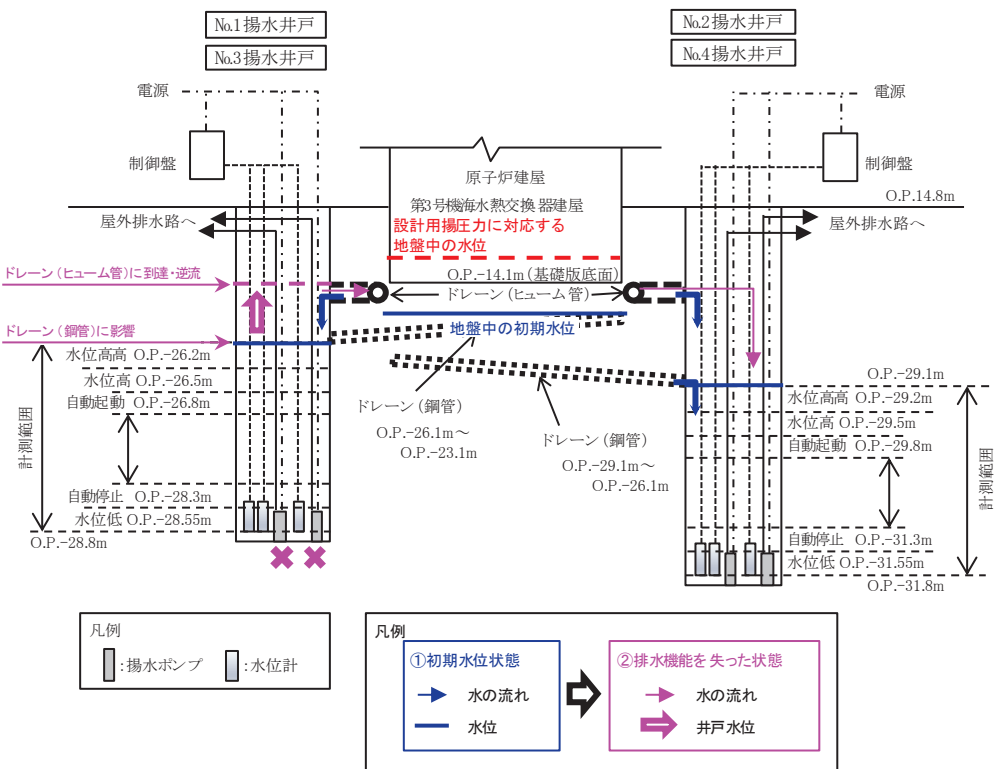 №1揚水井戸
№3揚水井戸
№2揚水井戸
№4揚水井戸
電源
電源
制御盤
制御盤
原子炉建屋
第3号機海水熱交換器建屋
設計用揚圧力に対応する
地盤中の水位
O.P.14.8m
屋外排水路へ
屋外排水路へ
ドレーン(ヒューム管)に到達・逆流
O.P.-14.1m(基礎版底面)
ドレーン(ヒューム管)
地盤中の初期水位
ドレーン(鋼管)に影響
水位高高 O.P.-26.2m
水位高 O.P.-26.5m
自動起動 O.P.-26.8m
計測範囲
自動停止 O.P.-28.3m
水位低 O.P.-28.55m
O.P.-28.8m
ドレーン(鋼管)
O.P.-26.1m～
O.P.-23.1m
ドレーン(鋼管)
O.P.-29.1m～
O.P.-26.1m
O.P.-29.1m
水位高高 O.P.-29.2m
水位高 O.P.-29.5m
自動起動 O.P.-29.8m
計測範囲
自動停止 O.P.-31.3m
水位低 O.P.-31.55m
O.P.-31.8m
凡例
:揚水ポンプ
:水位計
凡例
①初期水位状態
水の流れ
水位
②排水機能を失った状態
水の流れ
井戸水位